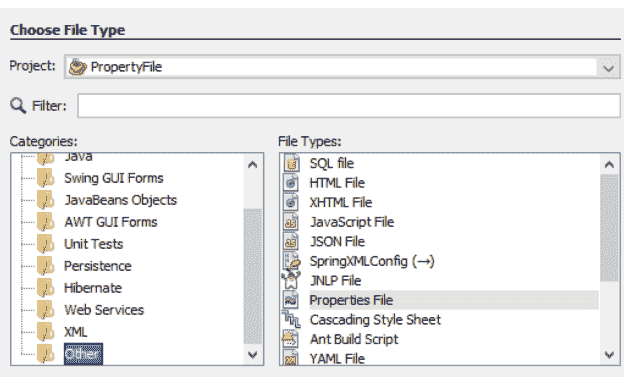 Choose File Type
Project: PropertyFile
Filter:
Categories:
Java
Swing GUI Forms
JavaBeans Objects
AWT GUI Forms
Unit Tests
Persistence
Hibernate
Web Services
XML
Other
File Types:
SQL file
HTML File
XHTML File
JavaScript File
JSON File
SpringXMLConfig (→)
JNLP File
Properties File
Cascading Style Sheet
Ant Build Script
YAML File